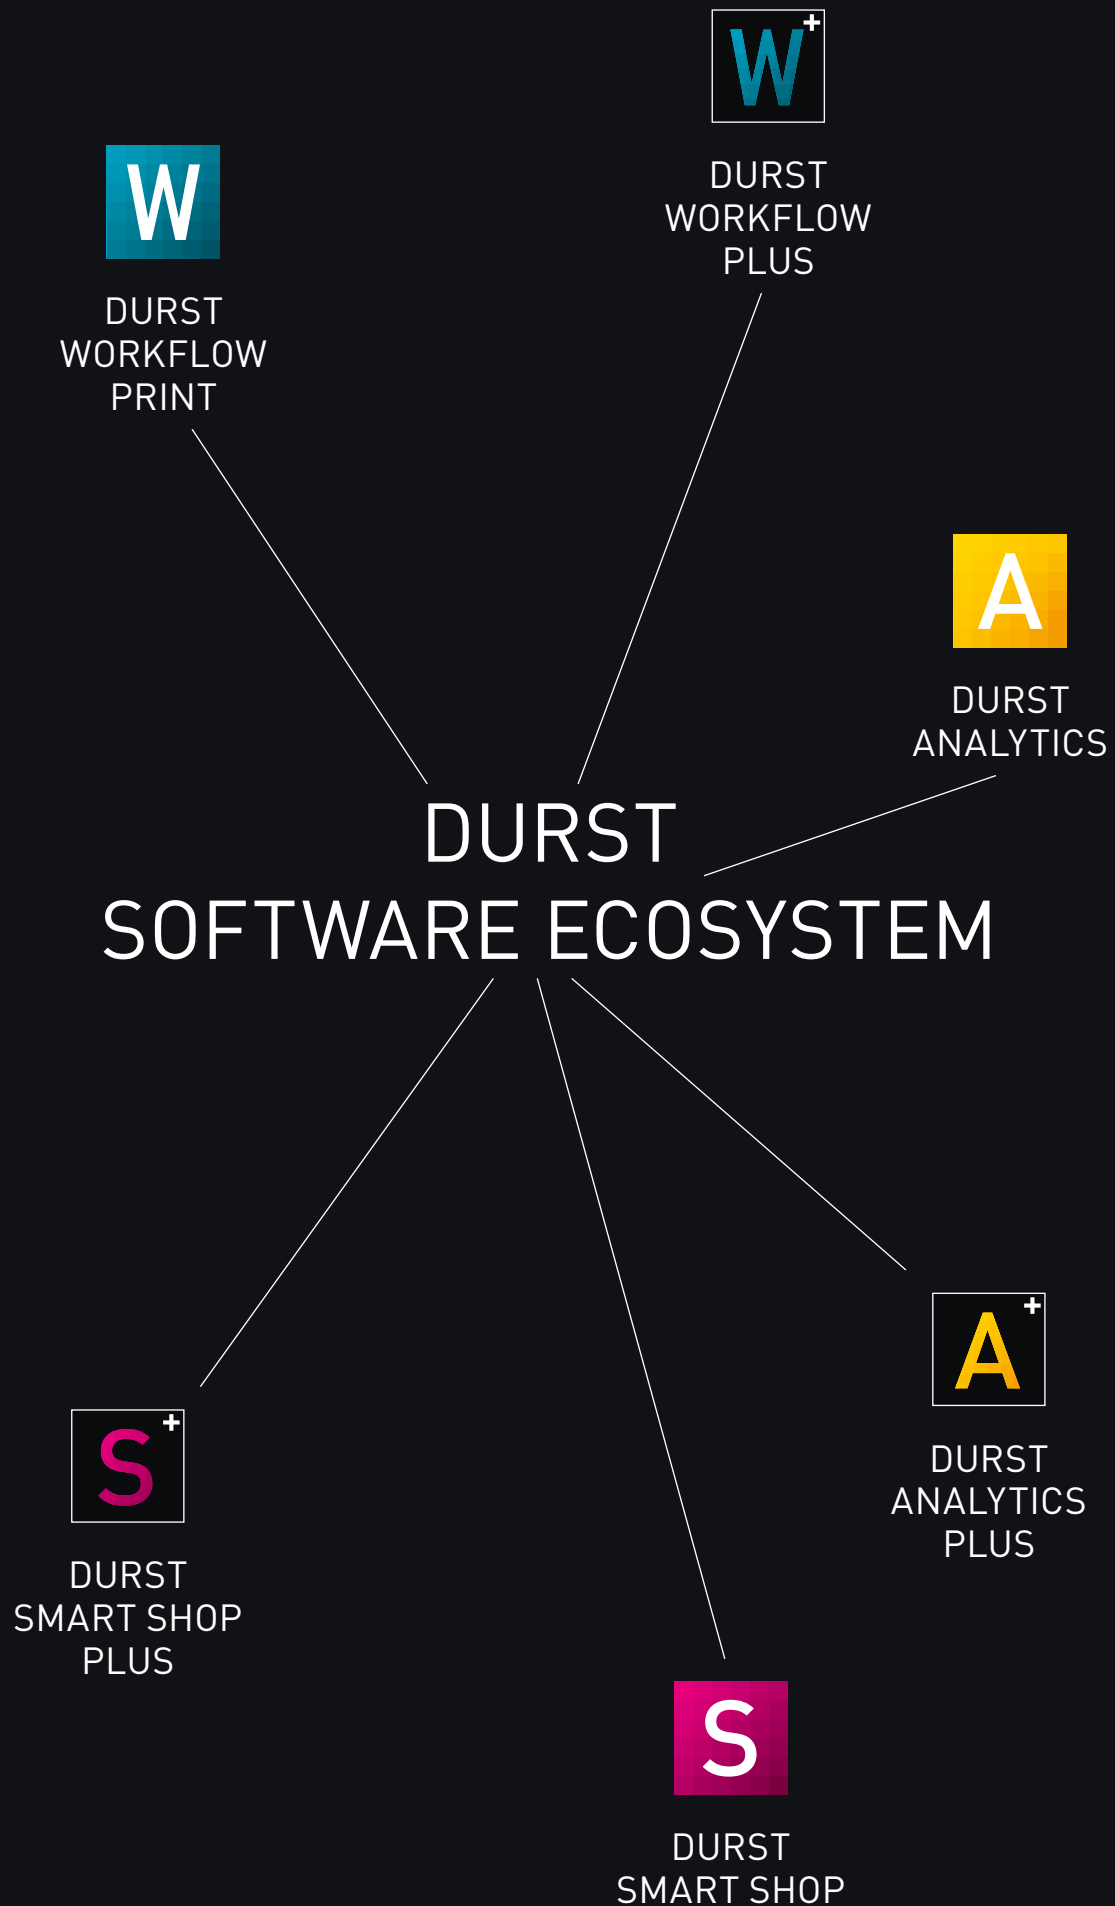 W+
DURST
WORKFLOW
PLUS
W
DURST
WORKFLOW
PRINT
A
DURST
ANALYTICS
DURST
SOFTWARE ECOSYSTEM
A+
DURST
ANALYTICS
PLUS
S+
DURST
SMART SHOP
PLUS
S
DURST
SMART SHOP